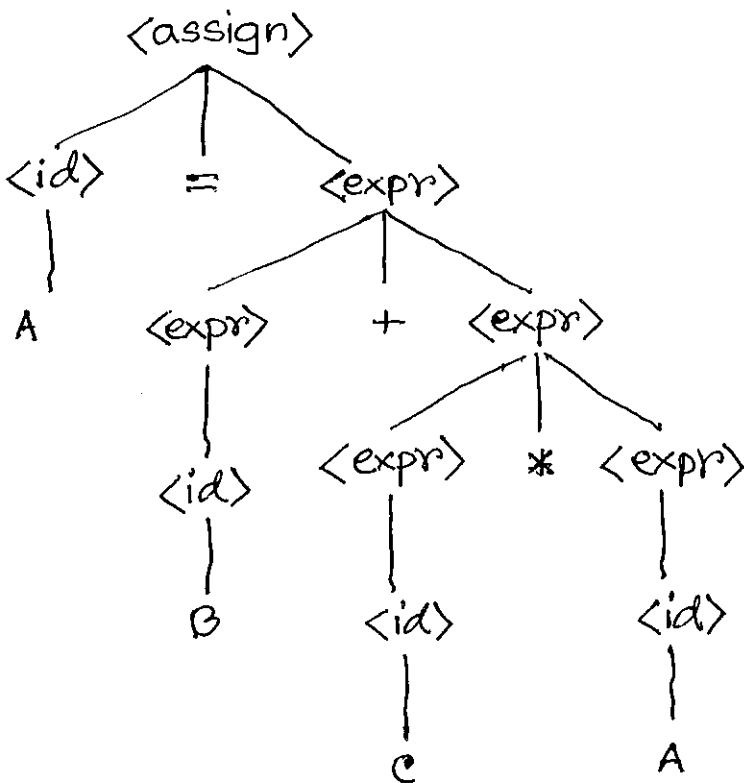 <assign>
<id> = <expr>
A <expr> + <expr>
<id> <expr> * <expr>
B <id> <id>
C A